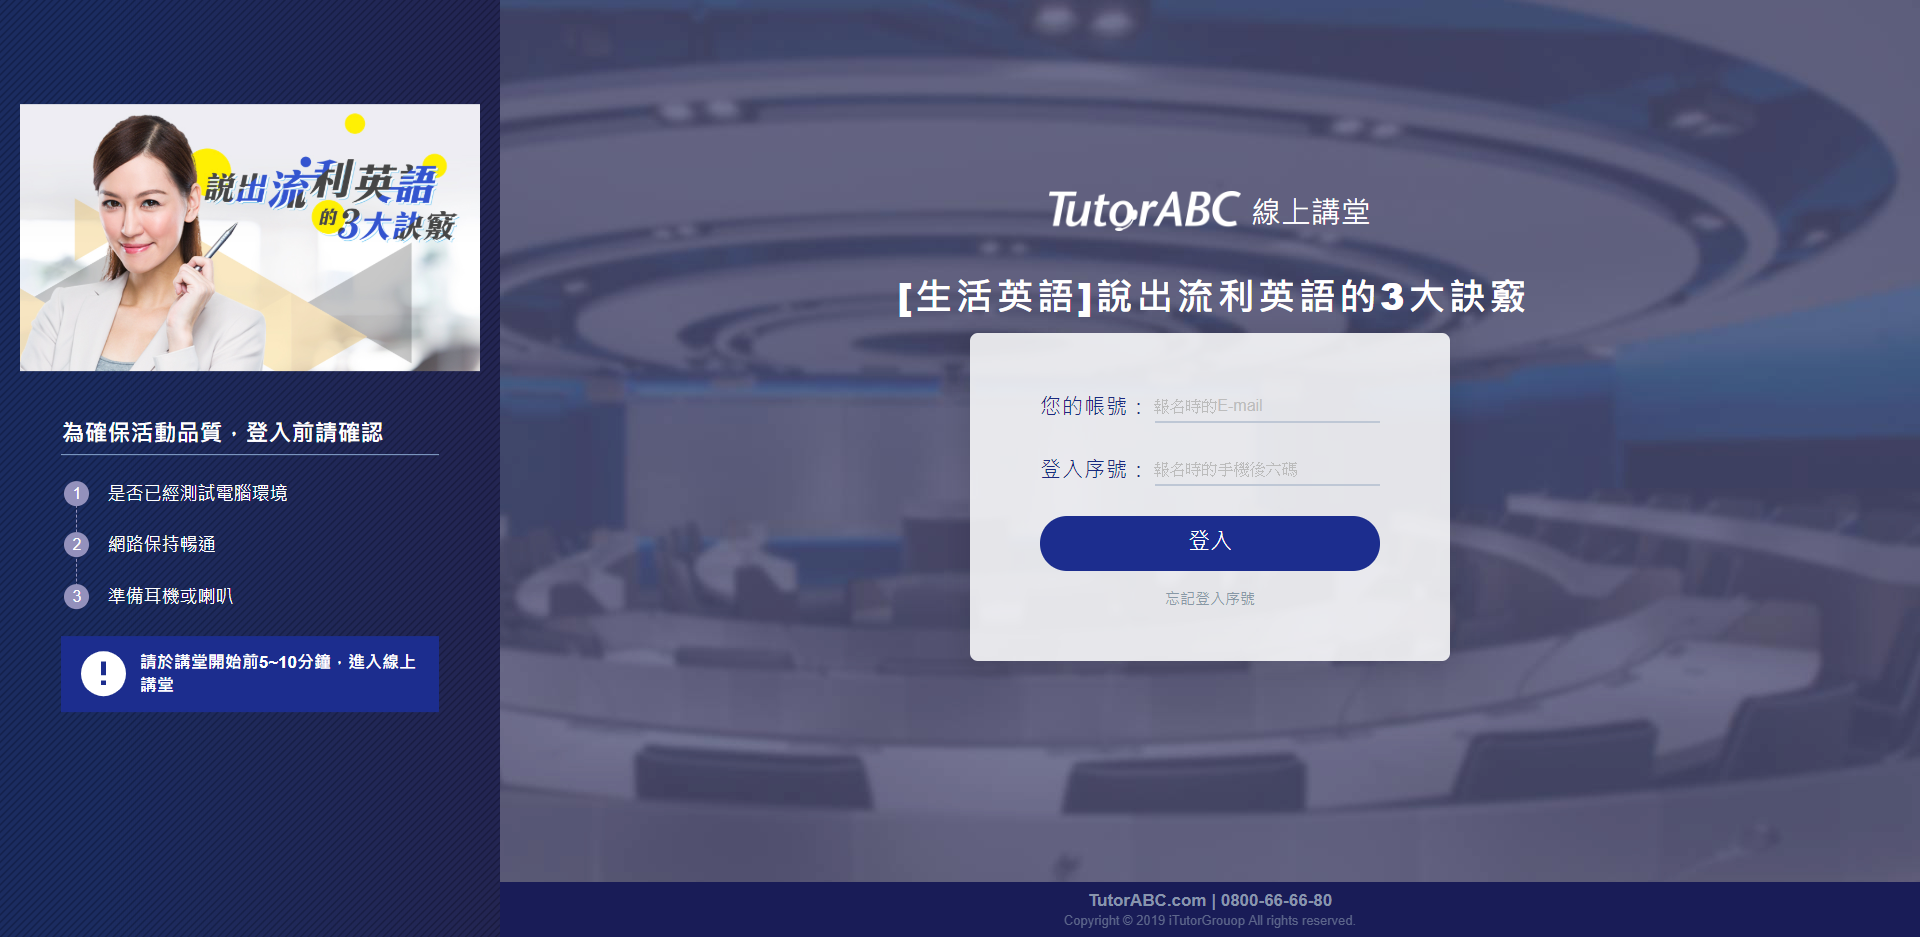 說出流利英語
的3大訣竅
為確保活動品質，登入前請確認
1 是否已經測試電腦環境
2 網路保持暢通
3 準備耳機或喇叭
請於講堂開始前5~10分鐘，進入線上
講堂
TutorABC 線上講堂
[生活英語]說出流利英語的3大訣竅
您的帳號： 報名時的E-mail
登入序號： 報名時的手機後六碼
登入
忘記登入序號
TutorABC.com | 0800-66-66-80
Copyright © 2019 iTutorGrouop All rights reserved.